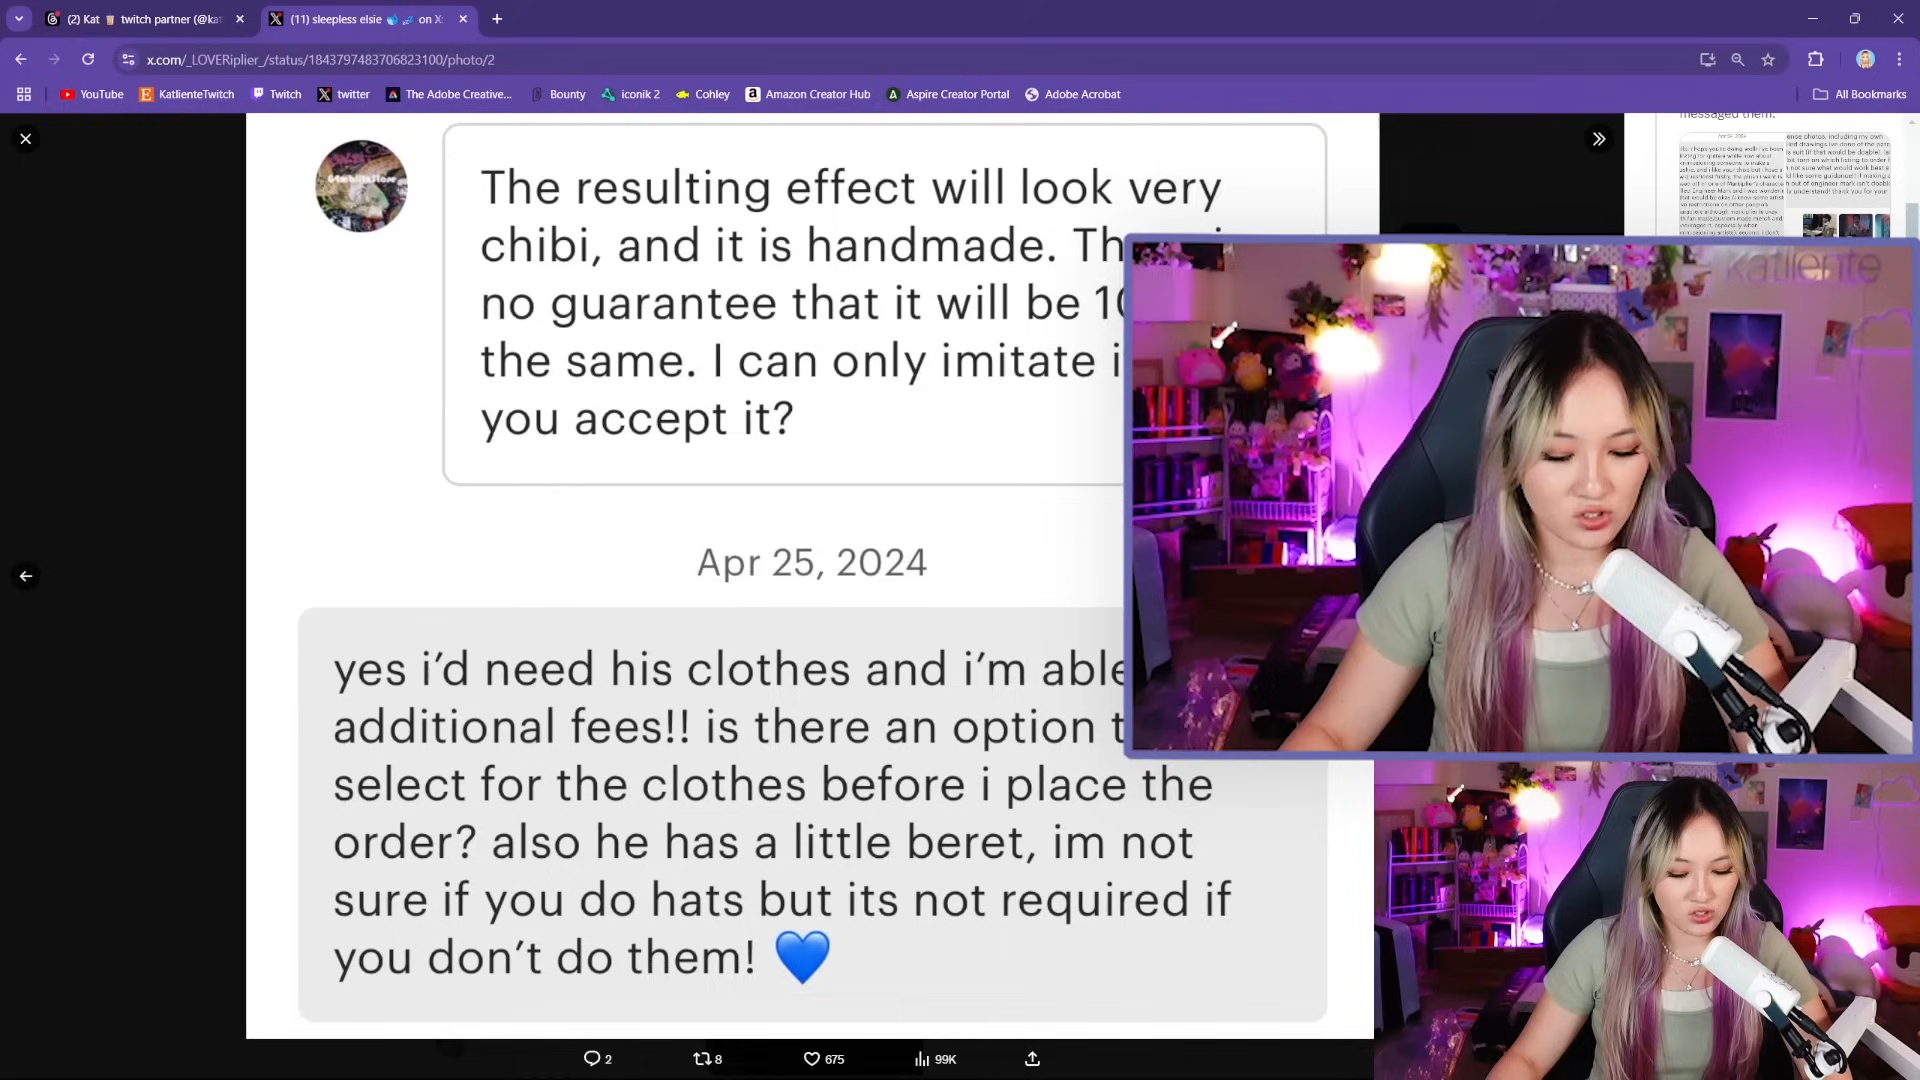 (2) Kat twitch partner (@kat
(11) sleepless elsie on X
x.com/_LOVERiplier_/status/1843797483706823100/photo/2
YouTube
KatlienteTwitch
Twitch
twitter
The Adobe Creative...
Bounty
iconik 2
Cohley
Amazon Creator Hub
Aspire Creator Portal
Adobe Acrobat
All Bookmarks
messaged them.
The resulting effect will look very
chibi, and it is handmade.
no guarantee that it will be
the same. I can only imitate
you accept it?
Apr 25, 2024
yes i’d need his clothes and i’m able
additional fees!! is there an option
select for the clothes before i place the
order? also he has a little beret, im not
sure if you do hats but its not required if
you don’t do them! 💙
katliente
2
8
675
99K